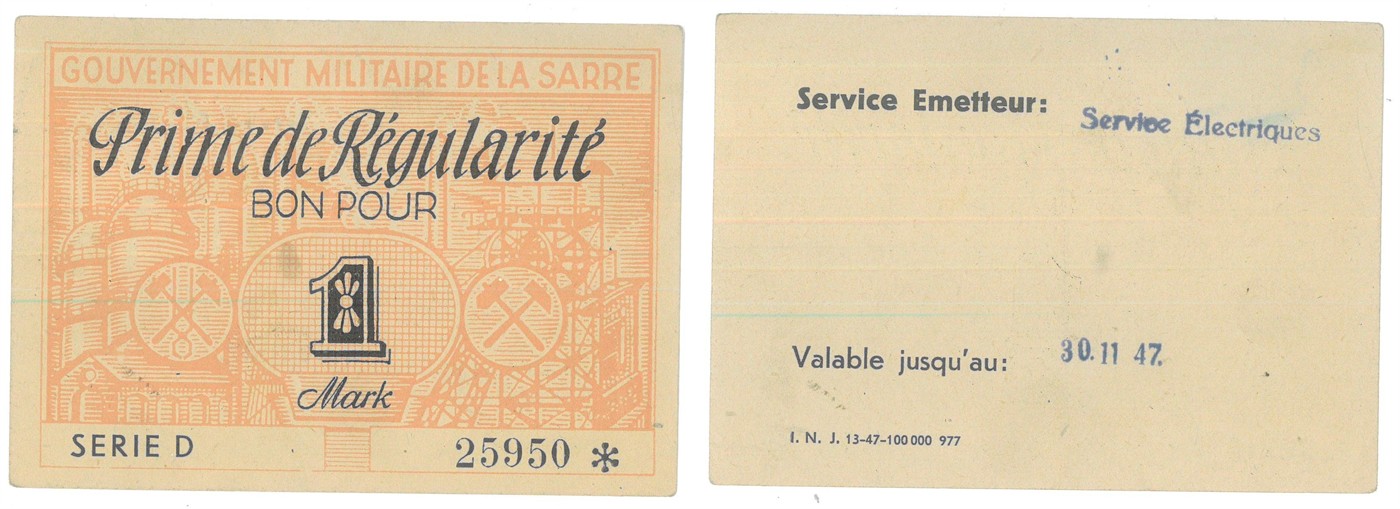 GOUVERNEMENT MILITAIRE DE LA SARRE
Prime de Régularité
BON POUR
1
Mark
SERIE D 25950 *
Service Emetteur: Service Électriques
Valable jusqu'au: 30.11 47.
I. N. J. 13-47-100 000 977